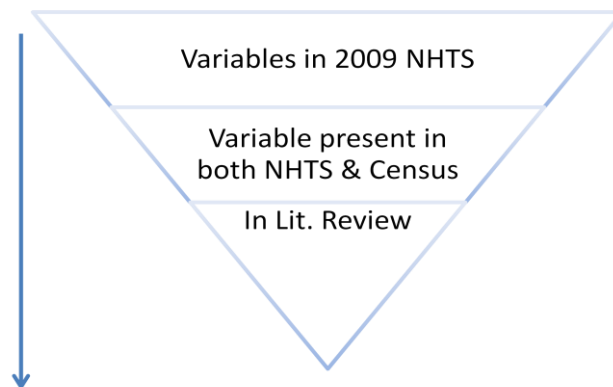 Variables in 2009 NHTS
Variable present in
both NHTS & Census
In Lit. Review